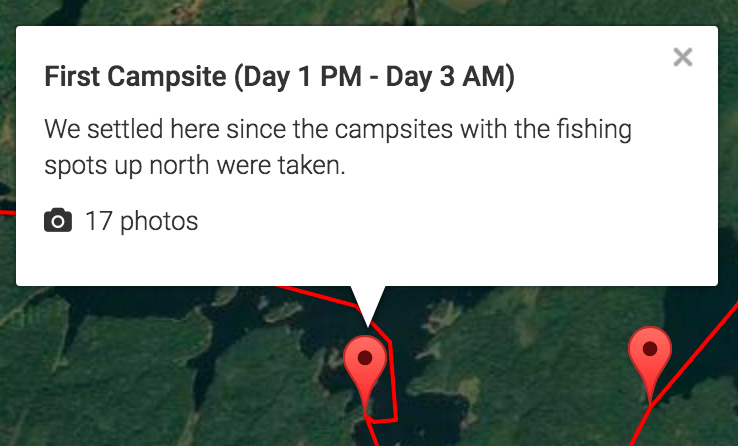 First Campsite (Day 1 PM - Day 3 AM)
We settled here since the campsites with the fishing
spots up north were taken.
17 photos